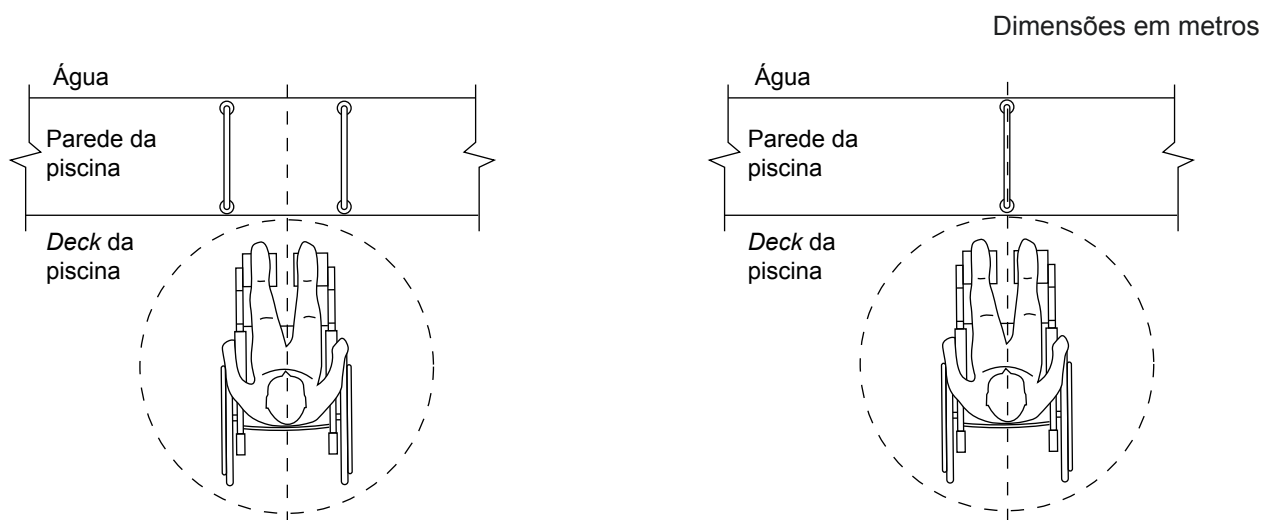 Dimensões em metros
Água
Parede da
piscina
Deck da
piscina
Água
Parede da
piscina
Deck da
piscina